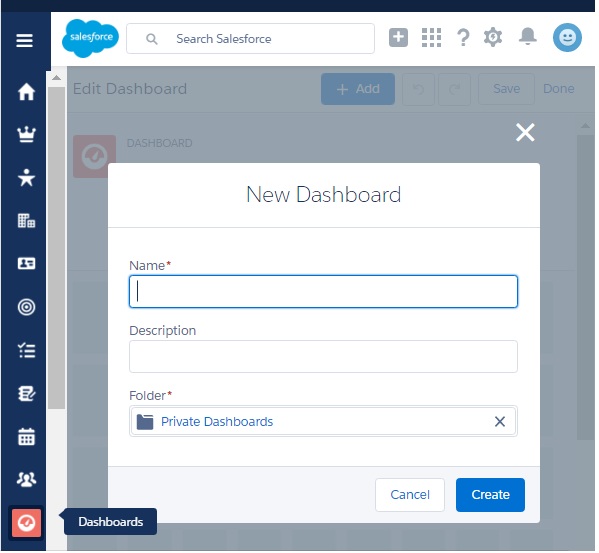 salesforce
Search Salesforce
Edit Dashboard
+ Add
Save
Done
DASHBOARD
New Dashboard
Name*
Description
Folder*
Private Dashboards
Cancel
Create
Dashboards